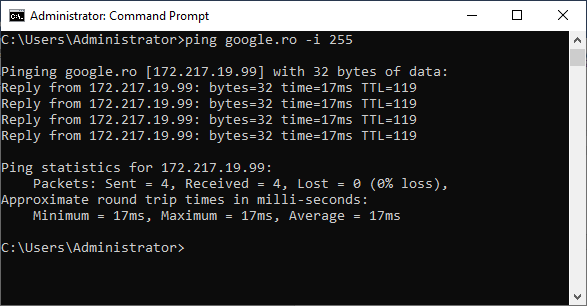 Administrator: Command Prompt
C:\Users\Administrator>ping google.ro -i 255
Pinging google.ro [172.217.19.99] with 32 bytes of data:
Reply from 172.217.19.99: bytes=32 time=17ms TTL=119
Reply from 172.217.19.99: bytes=32 time=17ms TTL=119
Reply from 172.217.19.99: bytes=32 time=17ms TTL=119
Reply from 172.217.19.99: bytes=32 time=17ms TTL=119
Ping statistics for 172.217.19.99:
    Packets: Sent = 4, Received = 4, Lost = 0 (0% loss),
Approximate round trip times in milli-seconds:
    Minimum = 17ms, Maximum = 17ms, Average = 17ms
C:\Users\Administrator>